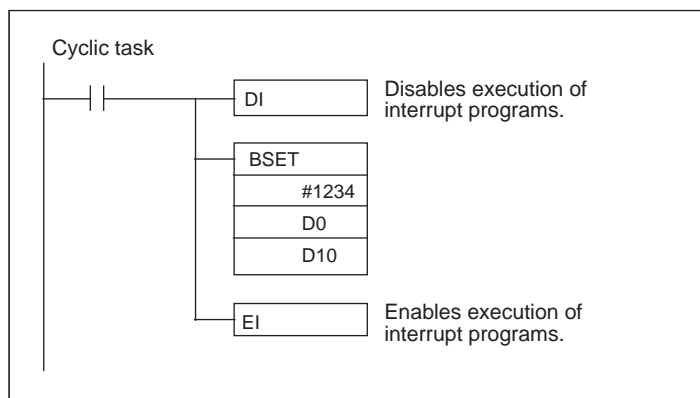 Cyclic task
DI
Disables execution of
interrupt programs.
BSET
#1234
D0
D10
EI
Enables execution of
interrupt programs.